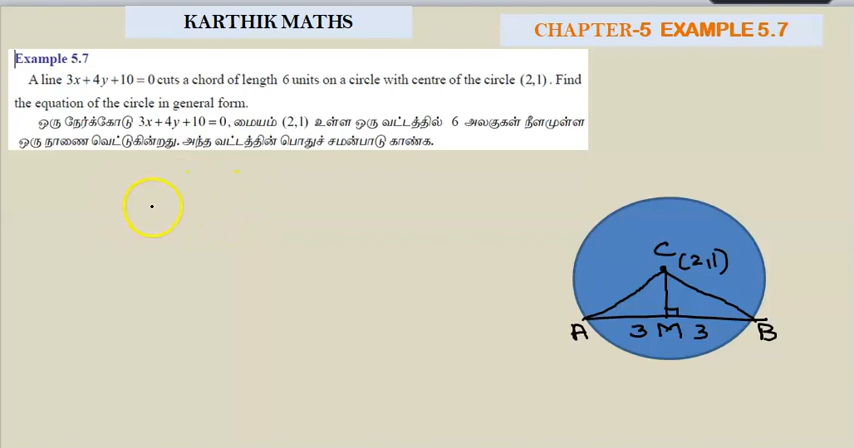 KARTHIK MATHS
CHAPTER-5 EXAMPLE 5.7
Example 5.7
A line 3x+4y+10=0 cuts a chord of length 6 units on a circle with centre of the circle (2,1). Find
the equation of the circle in general form.
ஒரு நேர்க்கோடு 3x+4y+10=0, மையம் (2,1) உள்ள ஒரு வட்டத்தில் 6 அலகுகள் நீளமுள்ள
ஒரு நாணை வெட்டுகின்றது. அந்த வட்டத்தின் பொதுச் சமன்பாடு காண்க.
C (2,1)
A 3 M 3 B